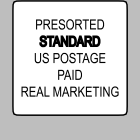 PRESORTED
STANDARD
US POSTAGE
PAID
REAL MARKETING